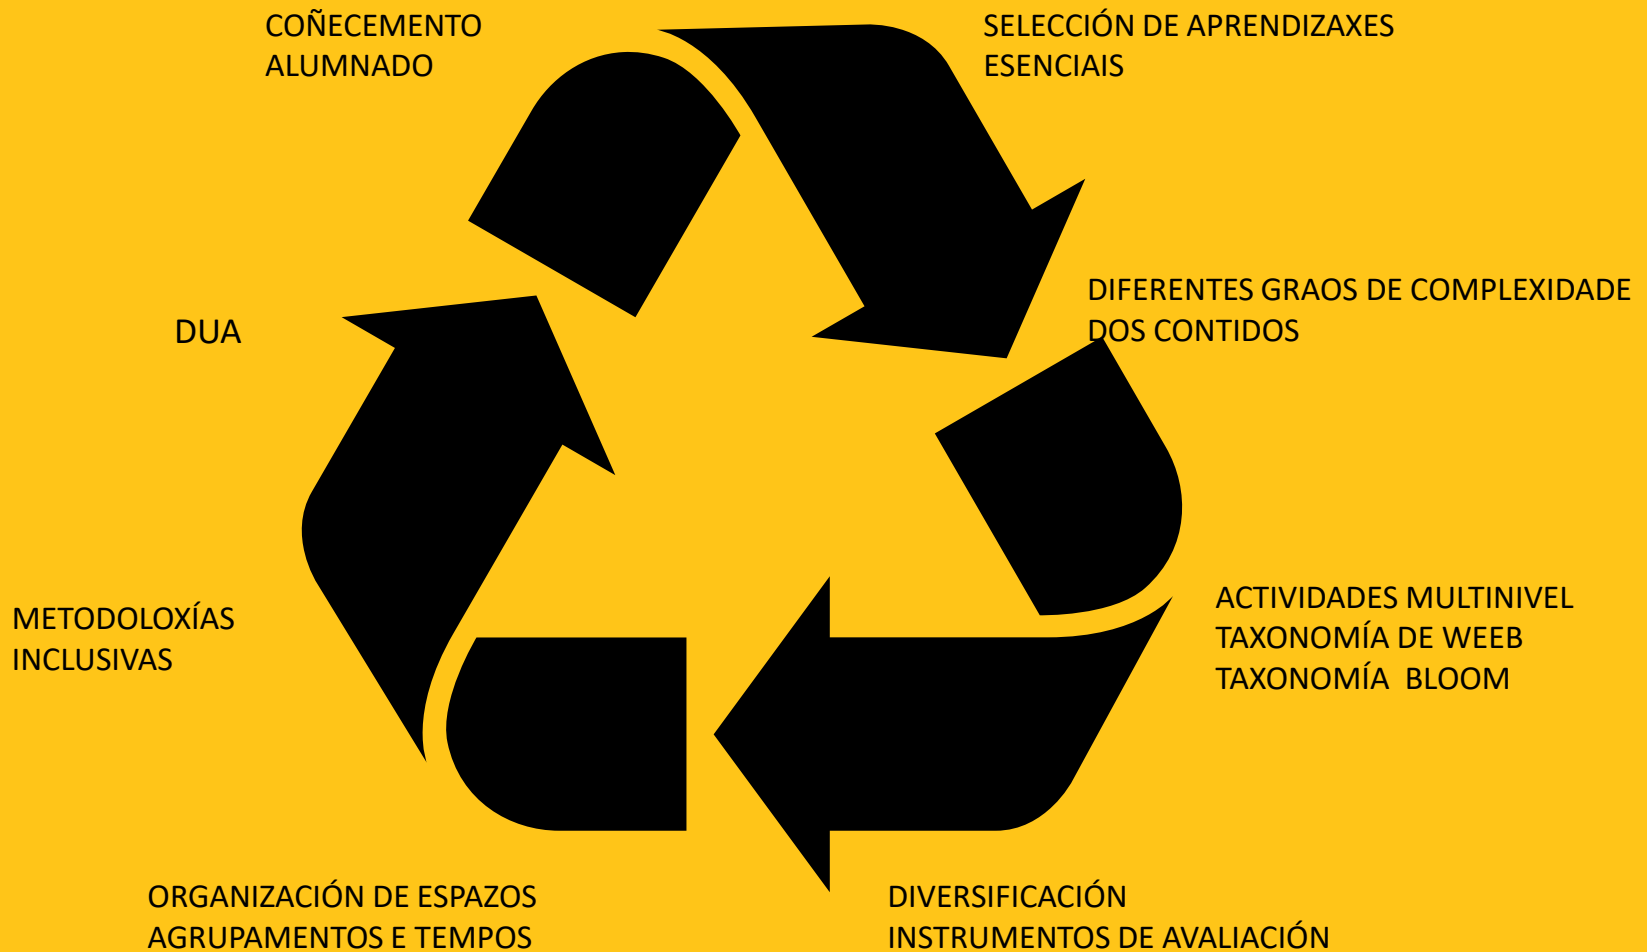 COÑECEMENTO
ALUMNADO
SELECCIÓN DE APRENDIZAXES
ESENCIAIS
DIFERENTES GRAOS DE COMPLEXIDADE
DOS CONTIDOS
DUA
ACTIVIDADES MULTINIVEL
TAXONOMÍA DE WEEB
TAXONOMÍA BLOOM
METODOLOXÍAS
INCLUSIVAS
ORGANIZACIÓN DE ESPAZOS
AGRUPAMENTOS E TEMPOS
DIVERSIFICACIÓN
INSTRUMENTOS DE AVALIACIÓN